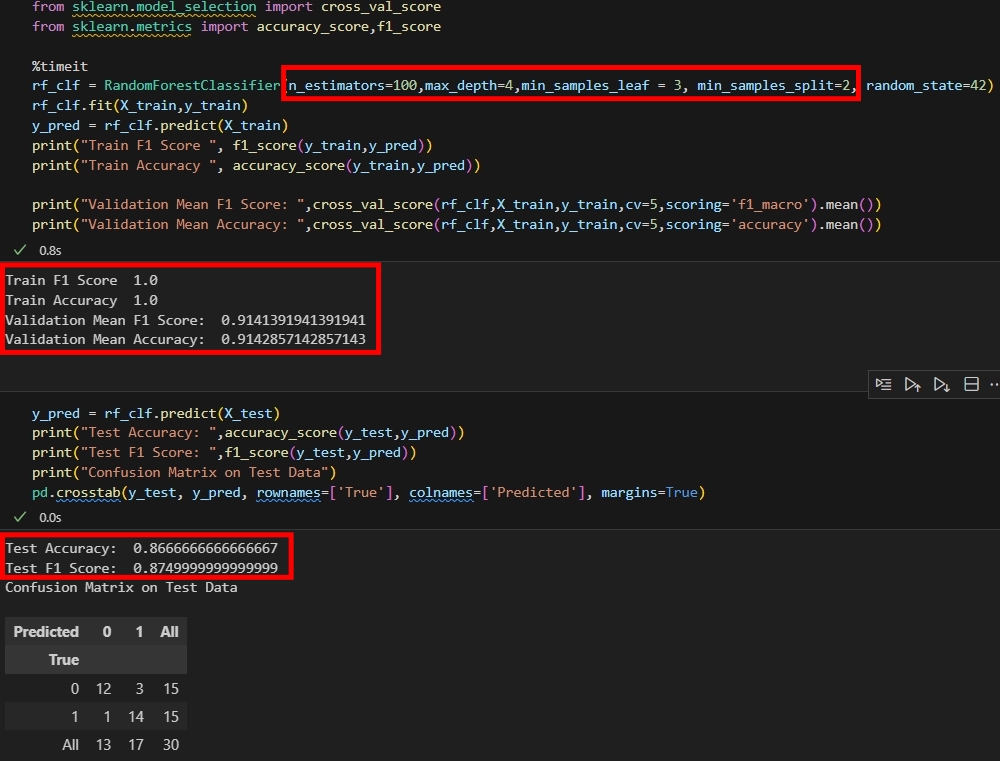 from sklearn.model_selection import cross_val_score
from sklearn.metrics import accuracy_score,f1_score
%timeit
rf_clf = RandomForestClassifier(n_estimators=100,max_depth=4,min_samples_leaf = 3, min_samples_split=2, random_state=42)
rf_clf.fit(X_train,y_train)
y_pred = rf_clf.predict(X_train)
print("Train F1 Score ", f1_score(y_train,y_pred))
print("Train Accuracy ", accuracy_score(y_train,y_pred))
print("Validation Mean F1 Score: ",cross_val_score(rf_clf,X_train,y_train,cv=5,scoring='f1_macro').mean())
print("Validation Mean Accuracy: ",cross_val_score(rf_clf,X_train,y_train,cv=5,scoring='accuracy').mean())
0.8s
Train F1 Score  1.0
Train Accuracy  1.0
Validation Mean F1 Score:  0.9141391941391941
Validation Mean Accuracy:  0.9142857142857143
y_pred = rf_clf.predict(X_test)
print("Test Accuracy: ",accuracy_score(y_test,y_pred))
print("Test F1 Score: ",f1_score(y_test,y_pred))
print("Confusion Matrix on Test Data")
pd.crosstab(y_test, y_pred, rownames=['True'], colnames=['Predicted'], margins=True)
0.0s
Test Accuracy:  0.8666666666666667
Test F1 Score:  0.8749999999999999
Confusion Matrix on Test Data
Predicted 0 1 All
True
0 12 3 15
1 1 14 15
All 13 17 30